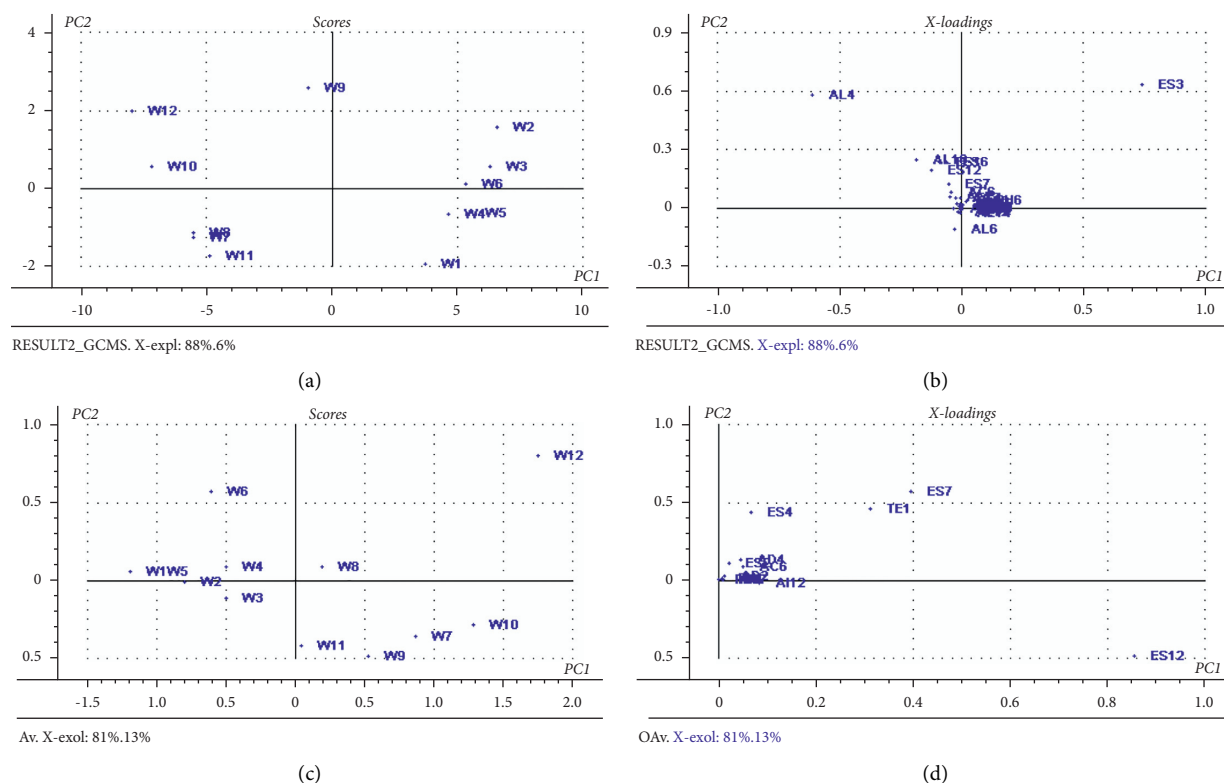 PC2 Scores
4
W9
2
W12
W2
W10
W3
W6
0
W4 W5
W8
W7
W11
W1
-2
PC1
-10 -5 0 5 10
RESULT2_GCMS. X-expl: 88%.6%
(a)
PC2 X-loadings
0.9
ES3
0.6
AL4
0.3
ES12
ES7
0
AL6
-0.3
PC1
-1.0 -0.5 0 0.5 1.0
RESULT2_GCMS. X-expl: 88%.6%
(b)
PC2 Scores
1.0
W12
W6
0.5
W4
W8
W1 W5
W2
0
W3
W10
W7
W11
W9
0.5
PC1
-1.5 1.0 0.5 0 0.5 1.0 1.5 2.0
Av. X-exol: 81%.13%
(c)
PC2 X-loadings
1.0
ES7
TE1
0.5
ES4
AD4
AC6
0
ES12
0.5
PC1
0 0.2 0.4 0.6 0.8 1.0
OAv. X-exol: 81%.13%
(d)